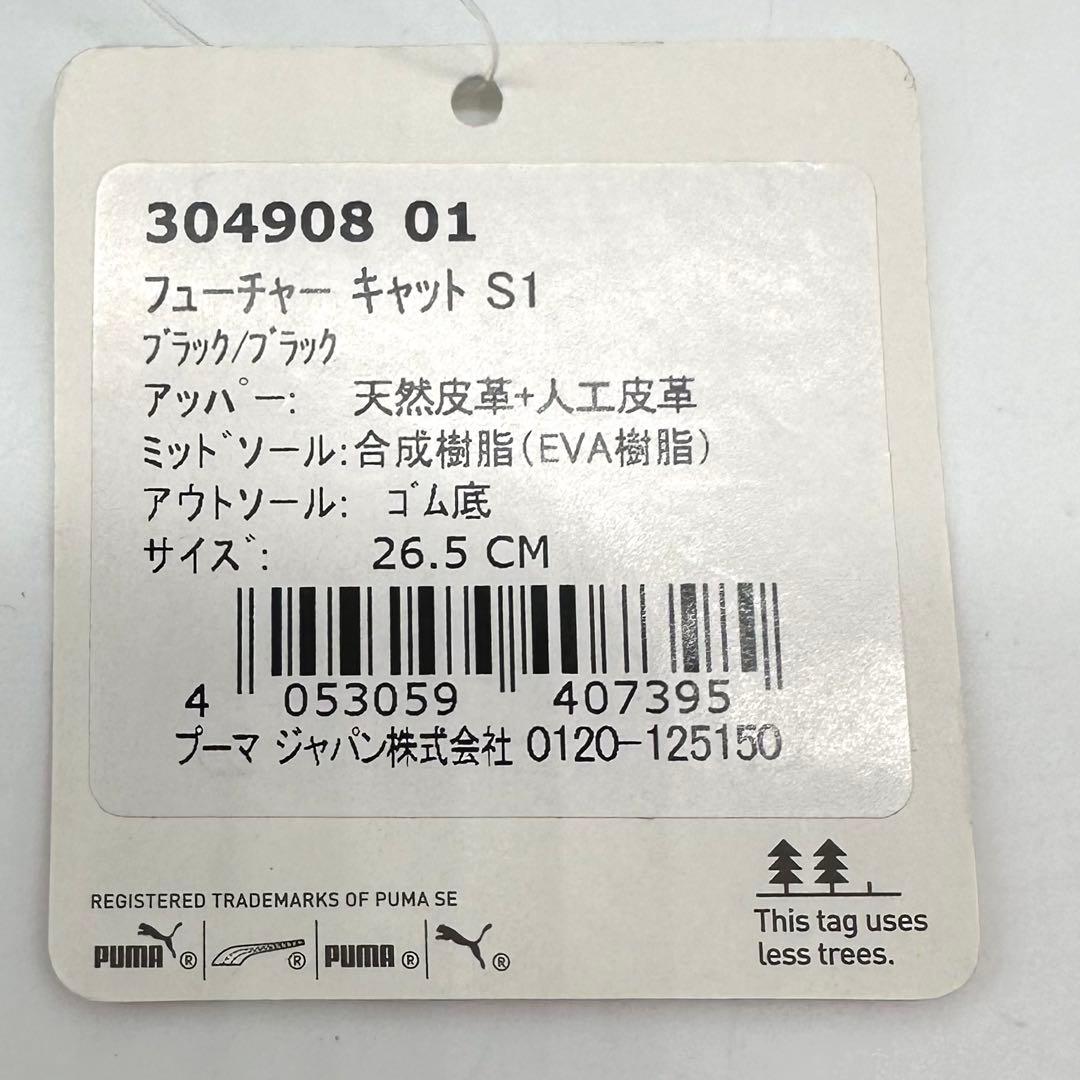 304908 01
フューチャー キャット S1
ブラック/ブラック
アッパー: 天然皮革+人工皮革
ミッドソール:合成樹脂(EVA樹脂)
アウトソール: ゴム底
サイズ: 26.5 CM
4 053059 407395
プーマ ジャパン株式会社 0120-125150
REGISTERED TRADEMARKS OF PUMA SE
PUMA® ® PUMA® ®
This tag uses
less trees.